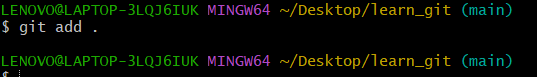 LENOVO@LAPTOP-3LQJ6IUK MINGW64 ~/Desktop/learn_git (main)
$ git add .
LENOVO@LAPTOP-3LQJ6IUK MINGW64 ~/Desktop/learn_git (main)
$